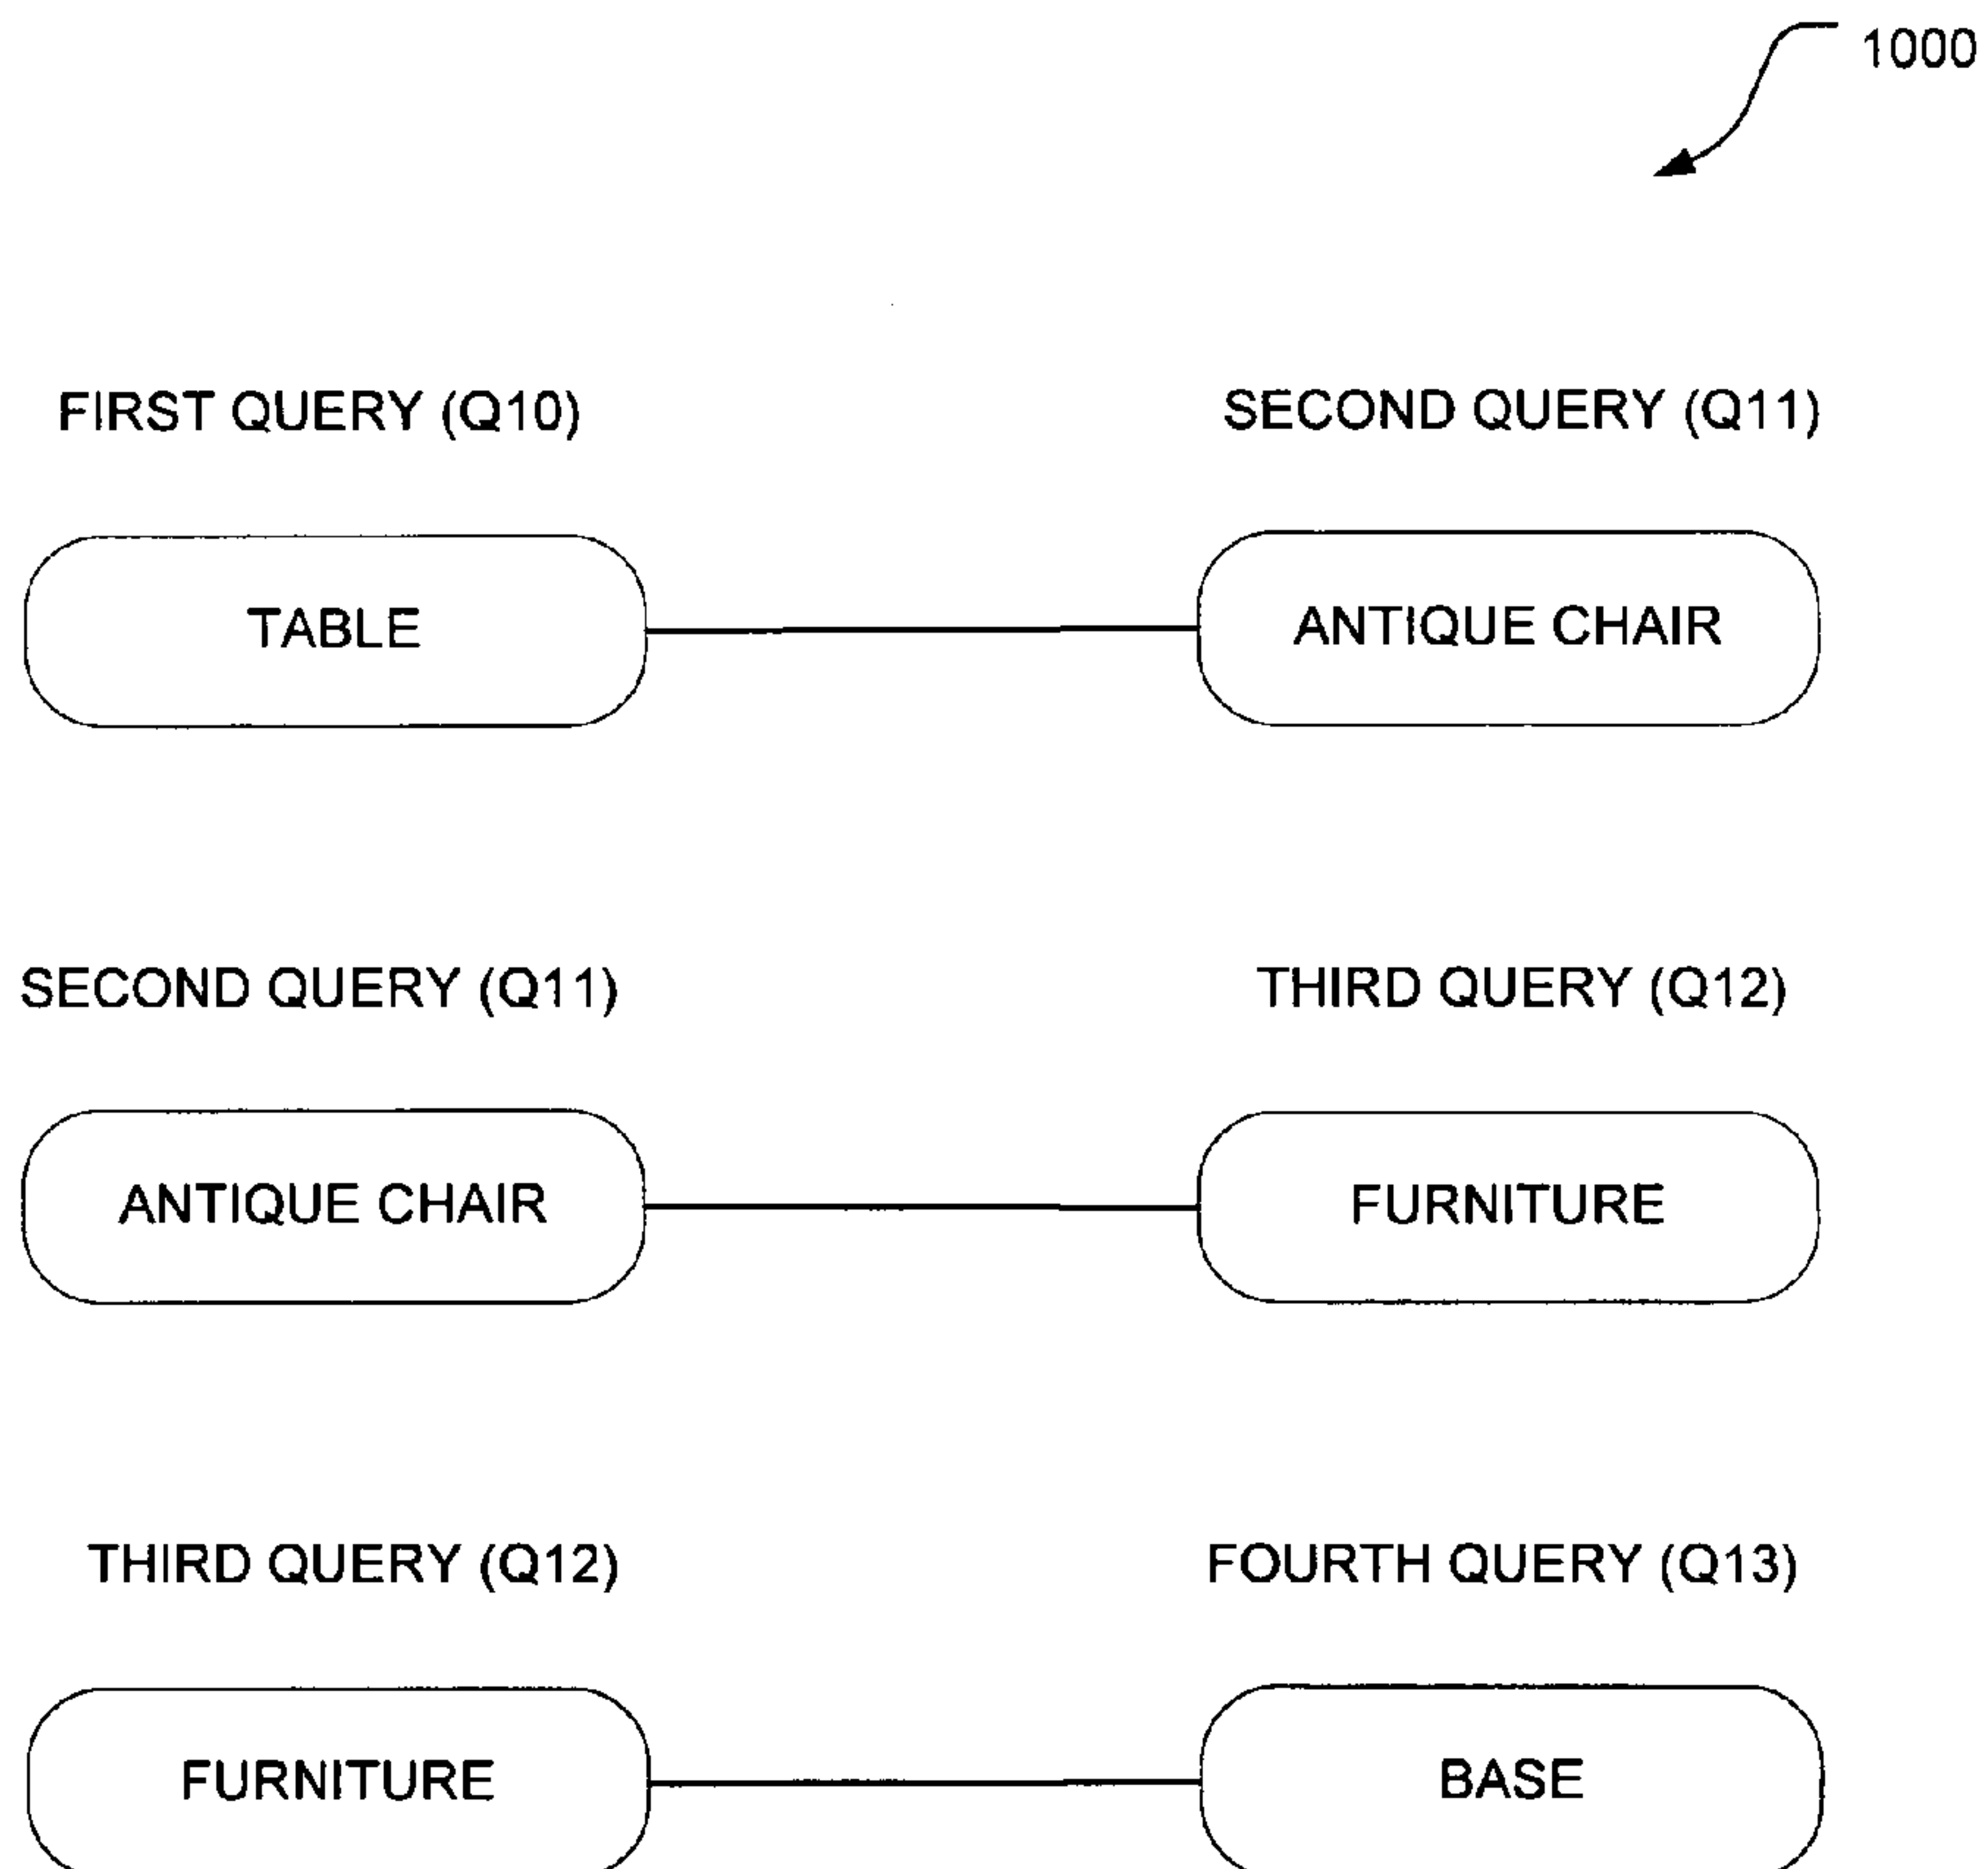 1000
FIRST QUERY (Q10)
SECOND QUERY (Q11)
TABLE
ANTIQUE CHAIR
SECOND QUERY (Q11)
THIRD QUERY (Q12)
ANTIQUE CHAIR
FURNITURE
THIRD QUERY (Q12)
FOURTH QUERY (Q13)
FURNITURE
BASE